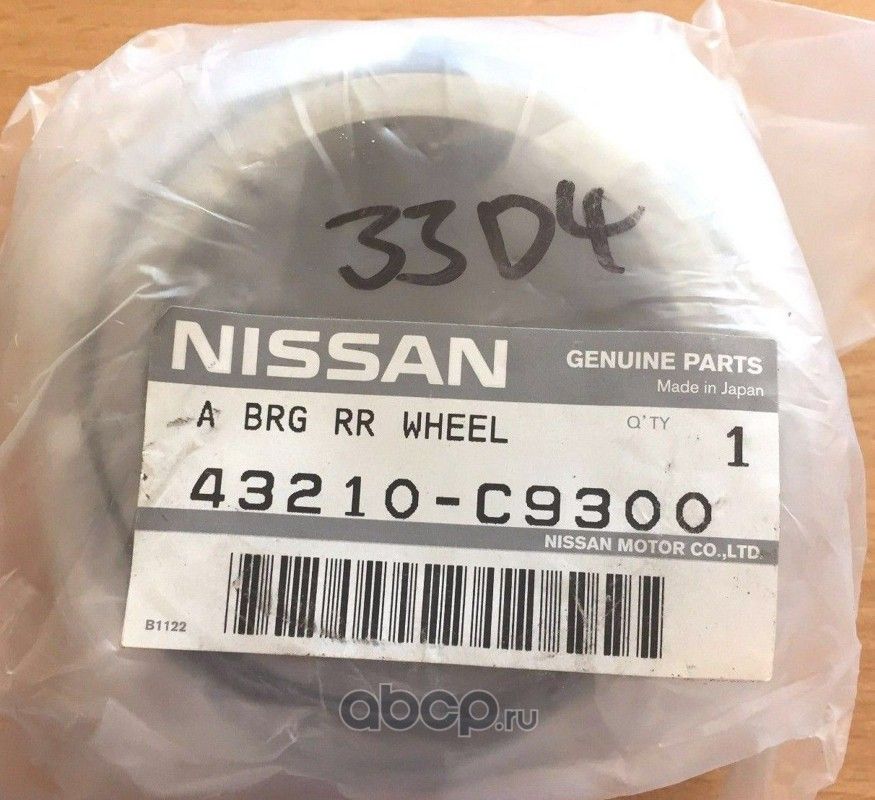 33D4
NISSAN GENUINE PARTS
Made in Japan
A BRG RR WHEEL Q'TY 1
43210-C9300
NISSAN MOTOR CO.,LTD.
B1122
abcp.ru